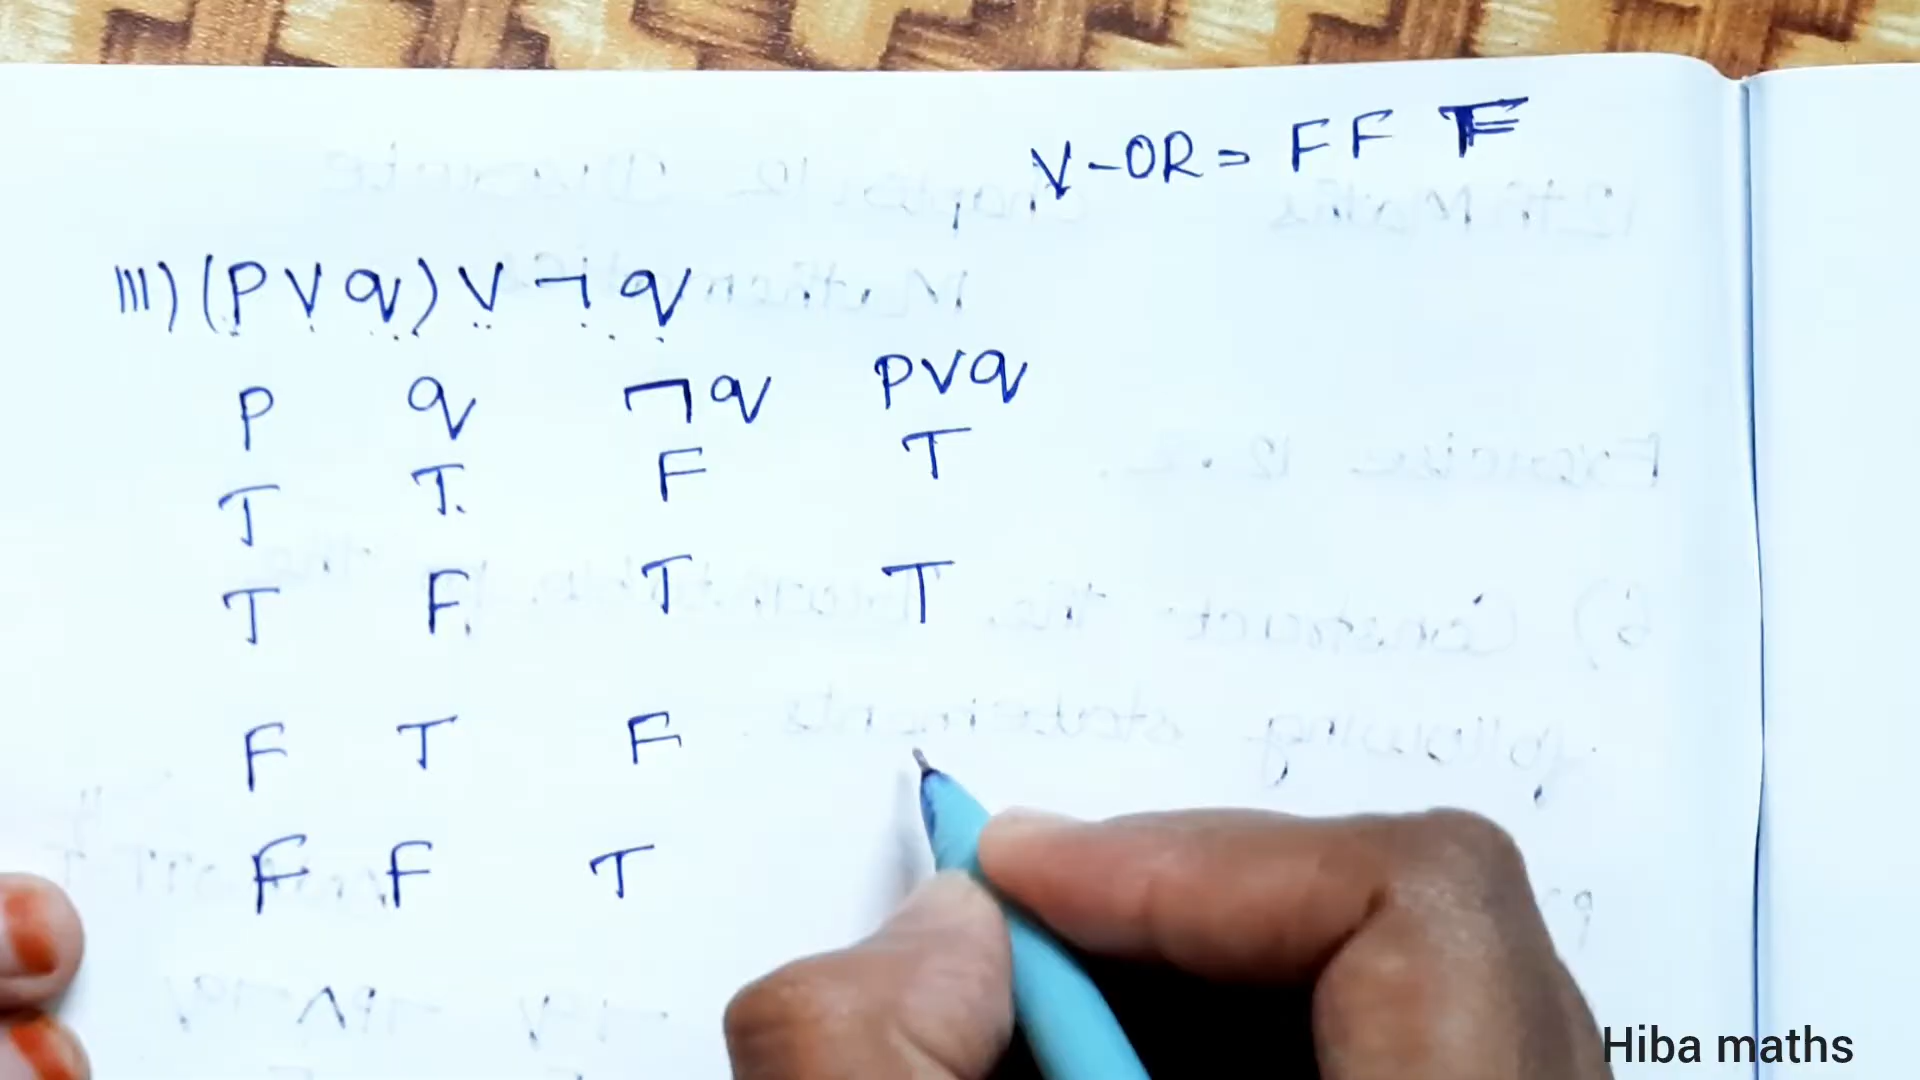 V-OR = F F F
III) (P V q) V ¬ q
P q ¬q PVq
T T F T
T F T T
F T F
F F T
Hiba maths